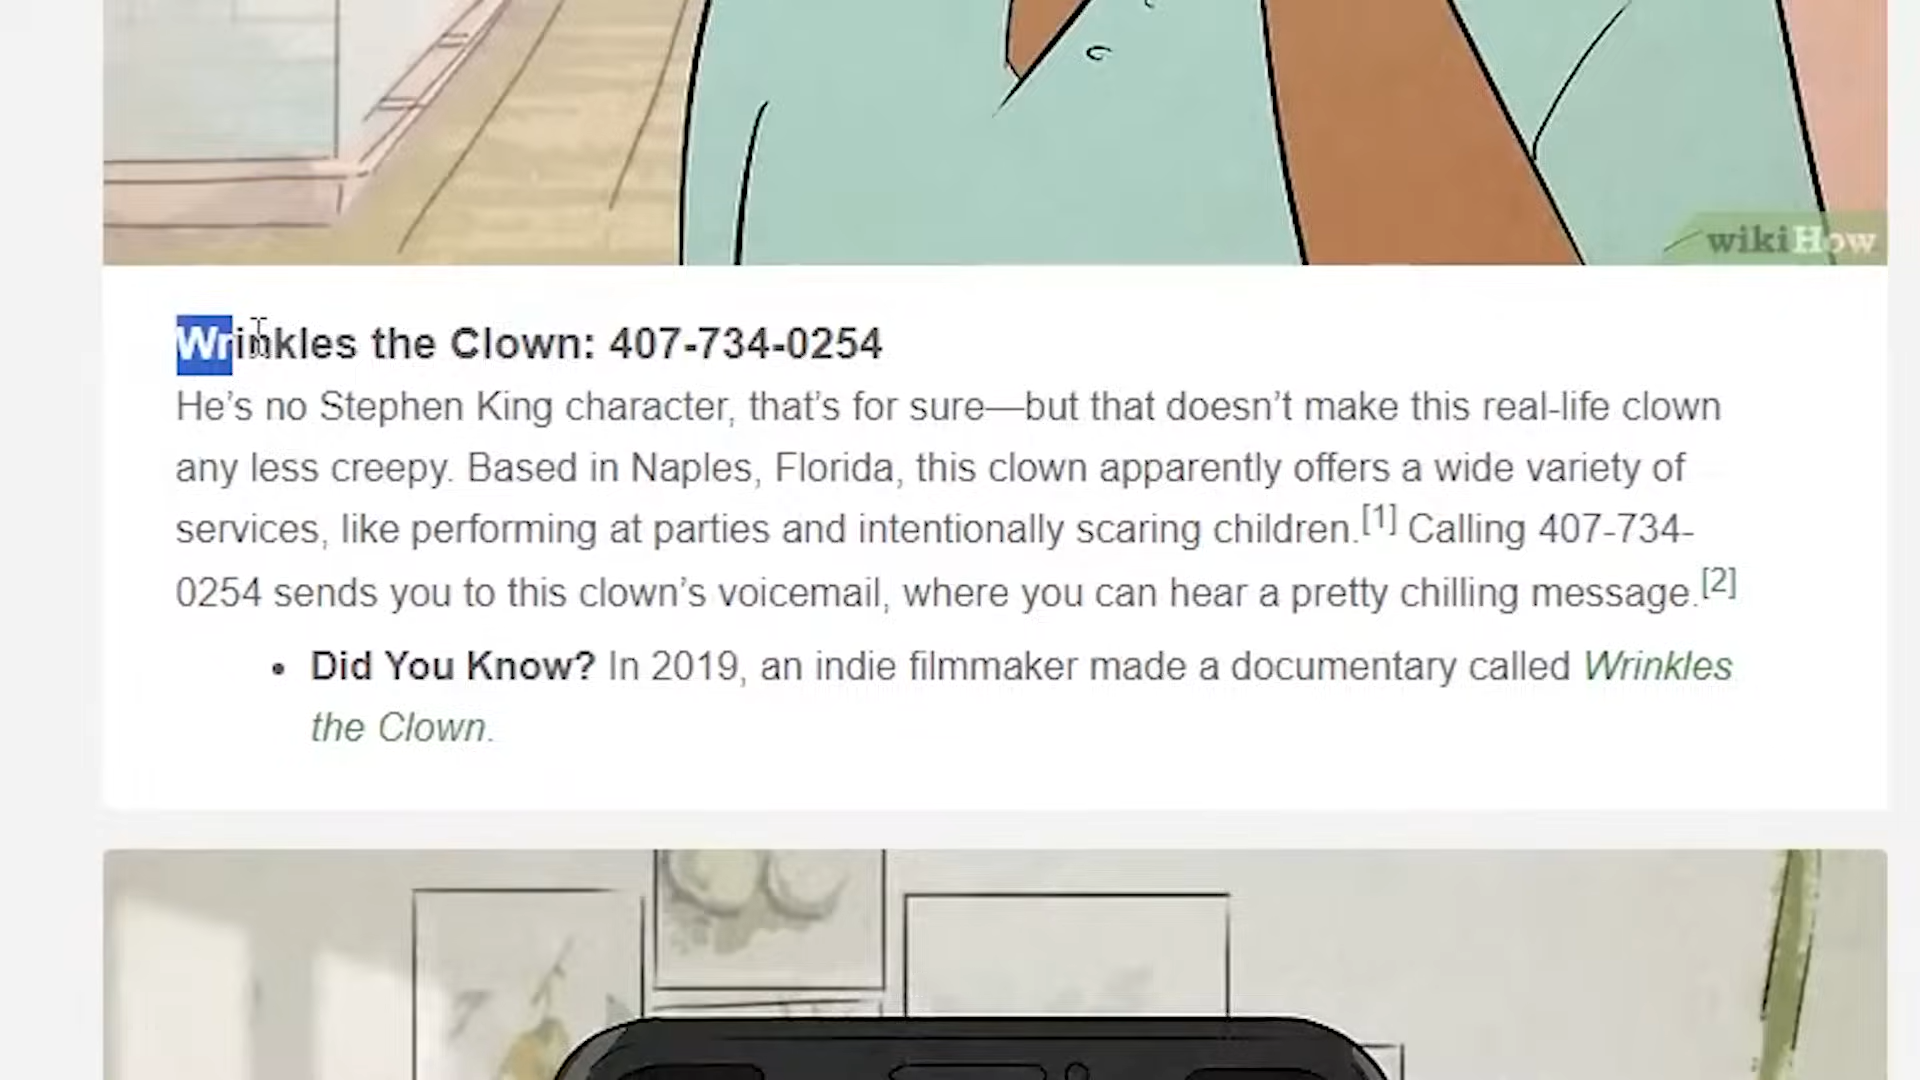 wikiHow
Wrinkles the Clown: 407-734-0254
He’s no Stephen King character, that’s for sure—but that doesn’t make this real-life clown
any less creepy. Based in Naples, Florida, this clown apparently offers a wide variety of
services, like performing at parties and intentionally scaring children.[1] Calling 407-734-
0254 sends you to this clown’s voicemail, where you can hear a pretty chilling message.[2]
• Did You Know? In 2019, an indie filmmaker made a documentary called Wrinkles
the Clown.